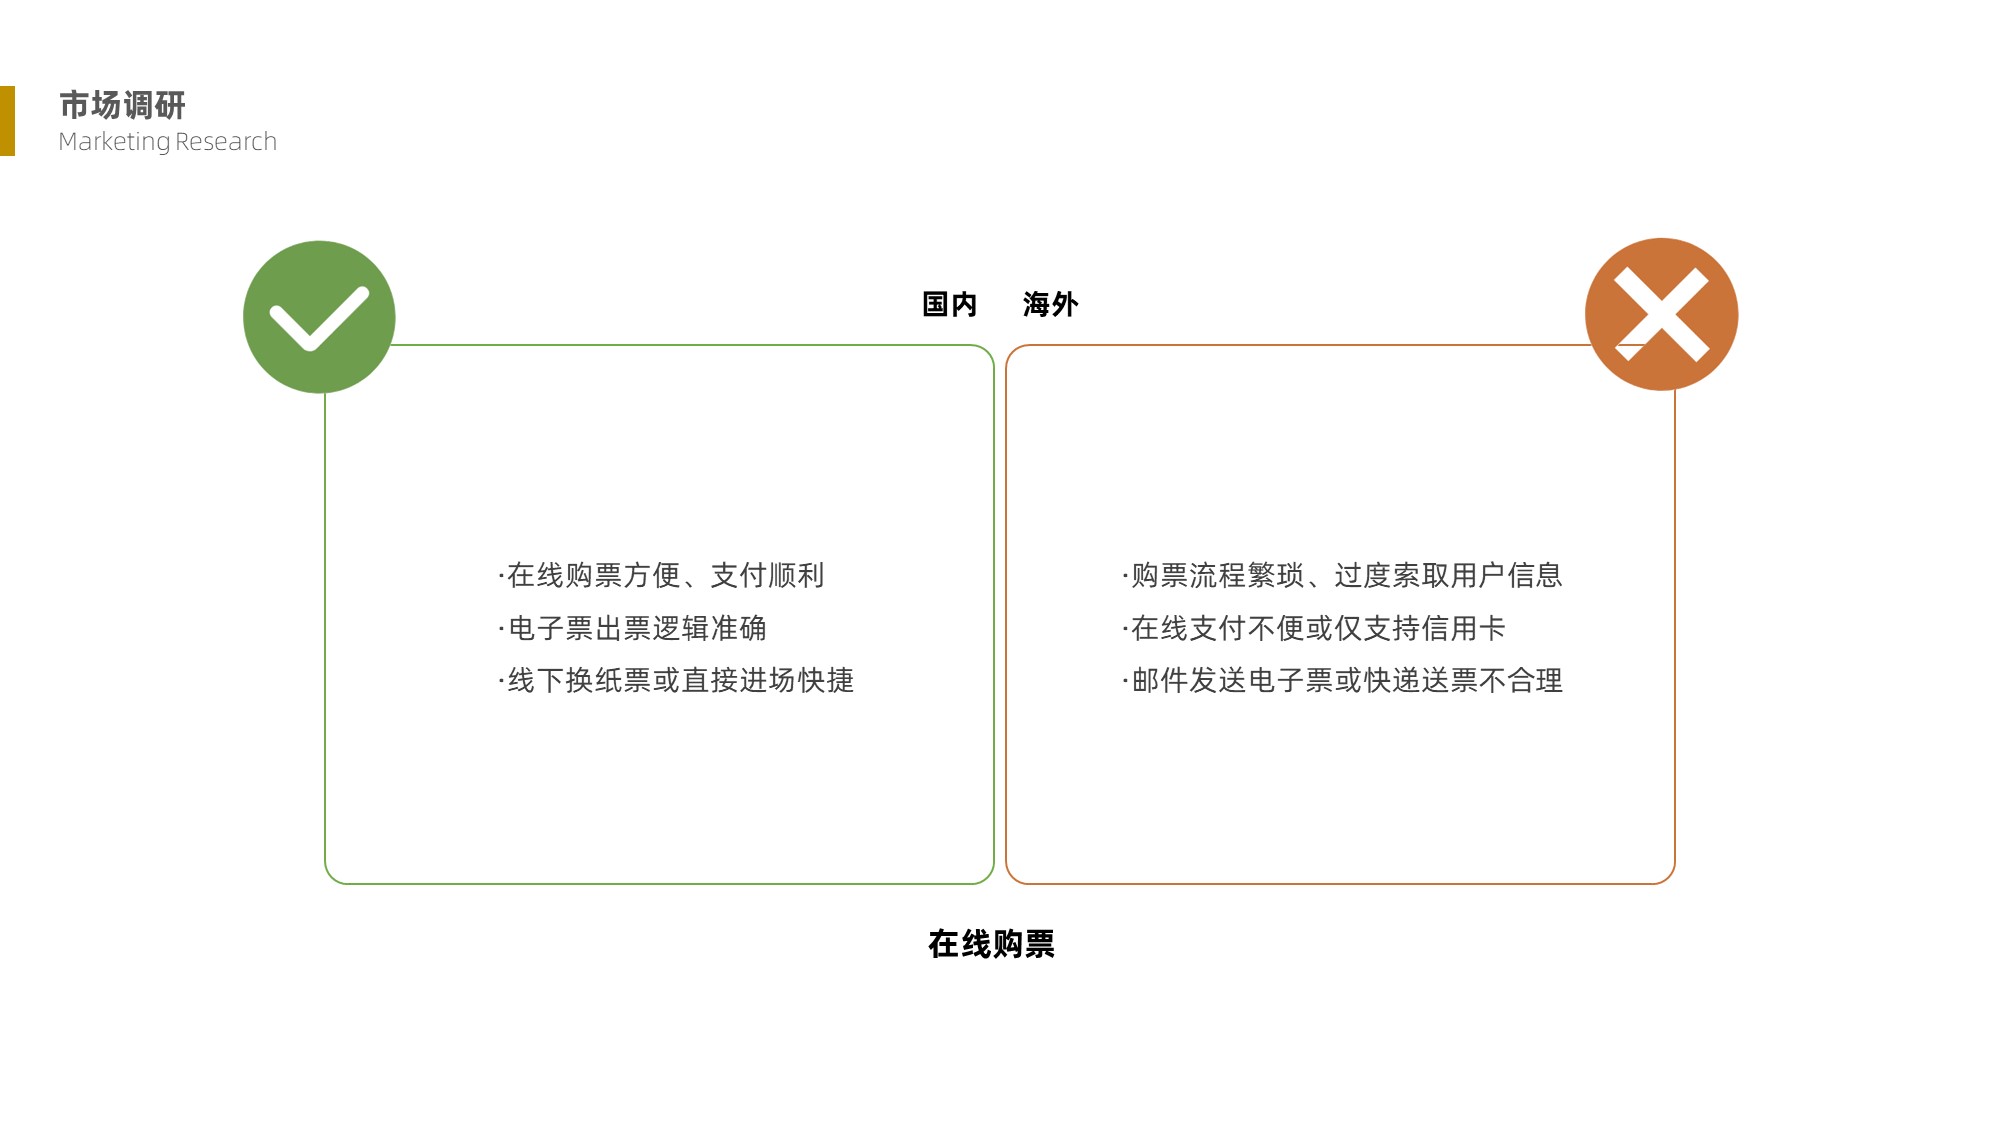 市场调研
Marketing Research
国内
海外
·在线购票方便、支付顺利
·电子票出票逻辑准确
·线下换纸票或直接进场快捷
·购票流程繁琐、过度索取用户信息
·在线支付不便或仅支持信用卡
·邮件发送电子票或快递送票不合理
在线购票